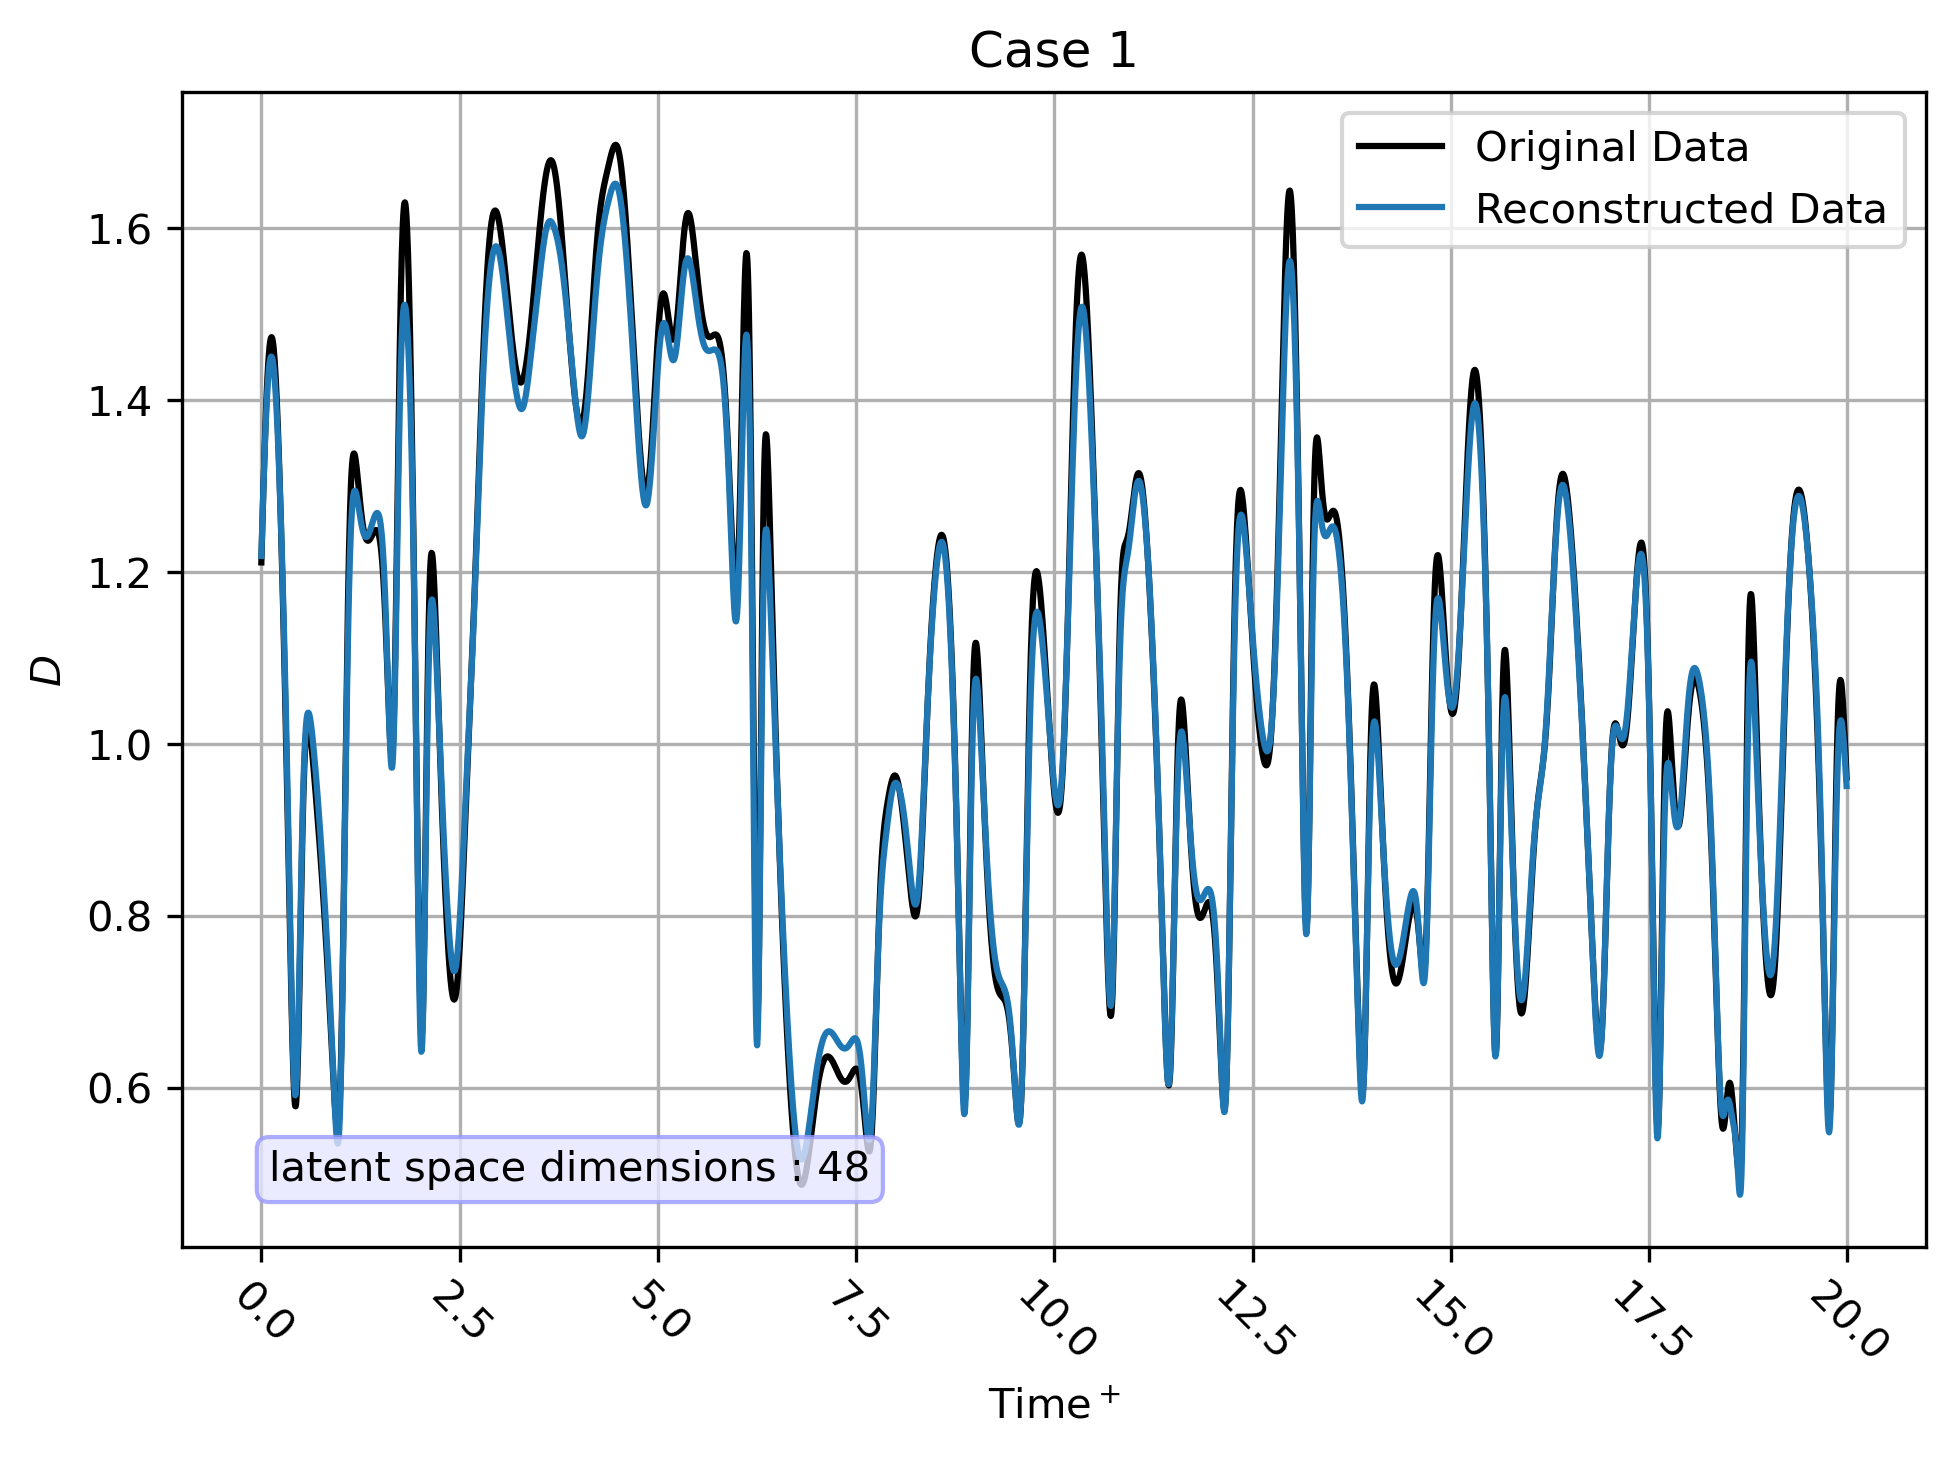 Case 1
Original Data
Reconstructed Data
D
1.6
1.4
1.2
1.0
0.8
0.6
latent space dimensions : 48
0.0 2.5 5.0 7.5 10.0 12.5 15.0 17.5 20.0
Time⁺